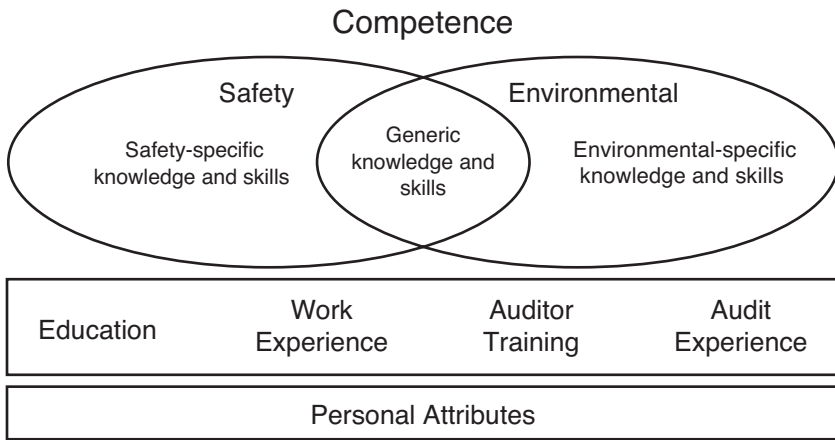 Competence
Safety
Environmental
Safety-specific
knowledge and skills
Generic
knowledge and
skills
Environmental-specific
knowledge and skills
Education
Work
Experience
Auditor
Training
Audit
Experience
Personal Attributes